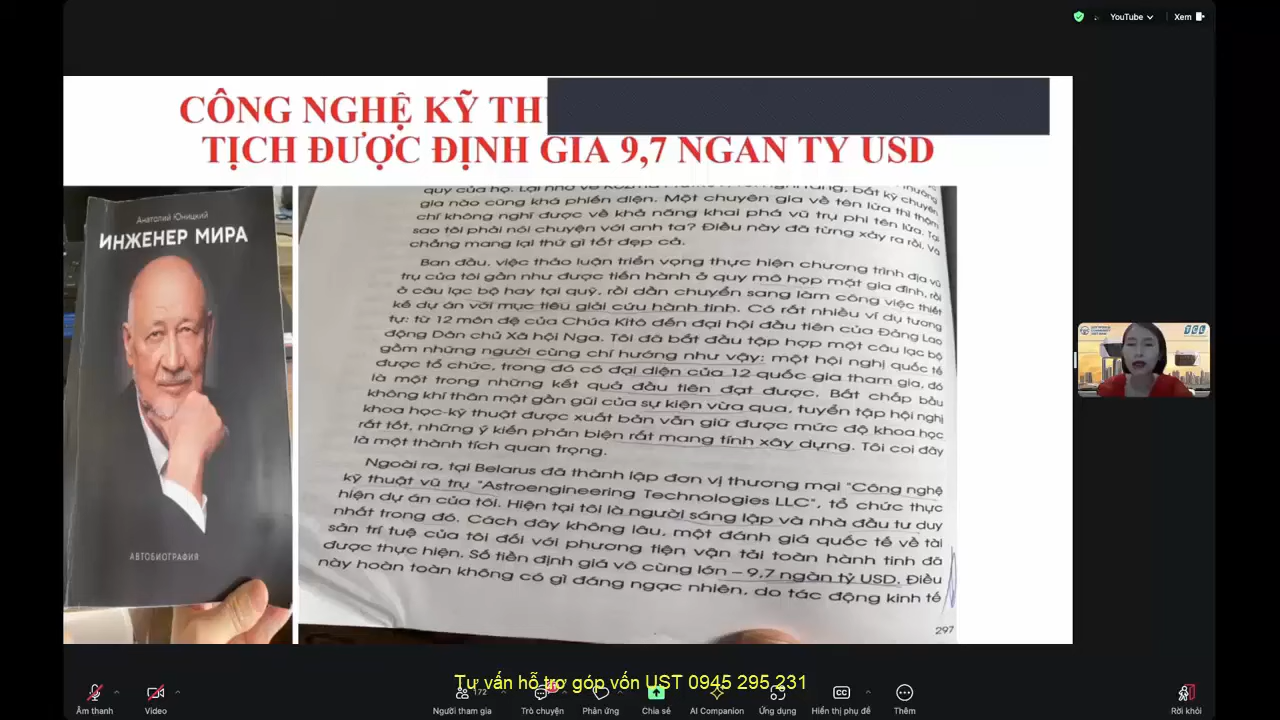 YouTube
Xem
CÔNG NGHỆ KỸ TH
TỊCH ĐƯỢC ĐỊNH GIA 9,7 NGAN TY USD
Анатолий Юницкий
ИНЖЕНЕР МИРА
АВТОБИОГРАФИЯ
gia nào cũng khá phiến diện. Một chuyên gia về tên lửa thì thậm
chí không nghĩ được về khả năng khai phá vũ trụ phi tên lửa. Tại
sao tôi phải nói chuyện với anh ta? Điều này đã từng xảy ra rồi. Và
chẳng mang lại thứ gì tốt đẹp cả.
Ban đầu, việc thảo luận triển vọng thực hiện chương trình địa vũ
trụ của tôi gần như được tiến hành ở quy mô họp mặt gia đình, rồi
ở câu lạc bộ hay tại quỹ, rồi dần chuyển sang làm công việc thiết
kế dự án với mục tiêu giải cứu hành tinh. Có rất nhiều ví dụ tương
tự: từ 12 môn đệ của Chúa Kitô đến đại hội đầu tiên của Đảng Lao
động Dân chủ Xã hội Nga. Tôi đã bắt đầu tập hợp một câu lạc bộ
gồm những người cùng chí hướng như vậy: một hội nghị quốc tế
được tổ chức, trong đó có đại diện của 12 quốc gia tham gia, đó
là một trong những kết quả đầu tiên đạt được. Bất chấp bầu
không khí thân mật gần gũi của sự kiện vừa qua, tuyển tập hội nghị
khoa học-kỹ thuật được xuất bản vẫn giữ được mức độ khoa học
rất tốt, những ý kiến phản biện rất mang tính xây dựng. Tôi coi đây
là một thành tích quan trọng.
Ngoài ra, tại Belarus đã thành lập đơn vị thương mại "Công nghệ
kỹ thuật vũ trụ "Astroengineering Technologies LLC", tổ chức thực
hiện dự án của tôi. Hiện tại tôi là người sáng lập và nhà đầu tư duy
nhất trong đó. Cách đây không lâu, một đánh giá quốc tế về tài
sản trí tuệ của tôi đối với phương tiện vận tải toàn hành tinh đã
được thực hiện. Số tiền định giá vô cùng lớn – 9,7 ngàn tỷ USD. Điều
này hoàn toàn không có gì đáng ngạc nhiên, do tác động kinh tế
297
TCL
Tư vấn hỗ trợ góp vốn UST 0945 295 231
172
Âm thanh
Video
Người tham gia
Trò chuyện
Phản ứng
Chia sẻ
AI Companion
Ứng dụng
Hiển thị phụ đề
Thêm
Rời khỏi